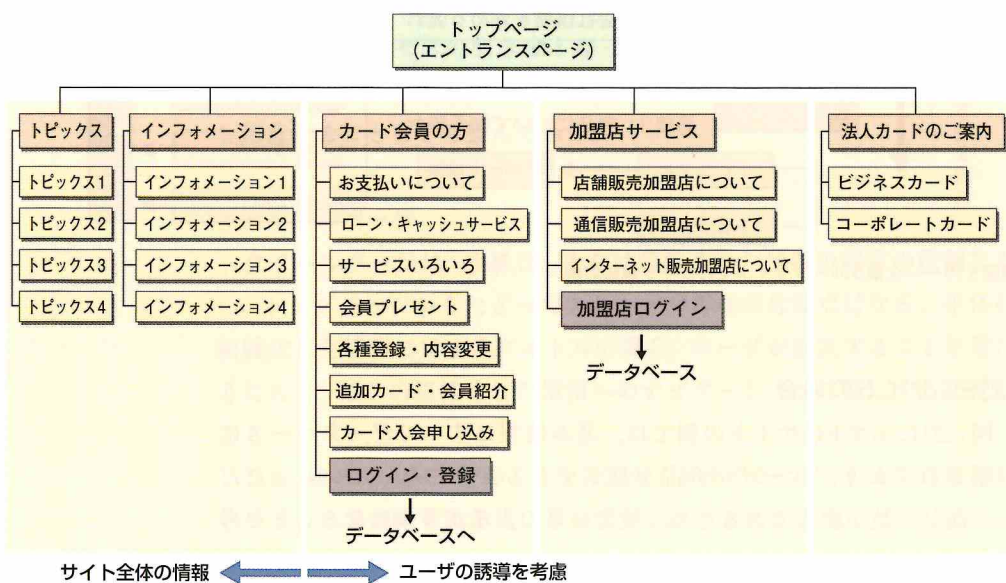 トップページ
(エントランスページ)
トピックス
トピックス1
トピックス2
トピックス3
トピックス4
インフォメーション
インフォメーション1
インフォメーション2
インフォメーション3
インフォメーション4
カード会員の方
お支払いについて
ローン・キャッシュサービス
サービスいろいろ
会員プレゼント
各種登録・内容変更
追加カード・会員紹介
カード入会申し込み
ログイン・登録
データベースへ
加盟店サービス
店舗販売加盟店について
通信販売加盟店について
インターネット販売加盟店について
加盟店ログイン
データベース
法人カードのご案内
ビジネスカード
コーポレートカード
サイト全体の情報
ユーザの誘導を考慮